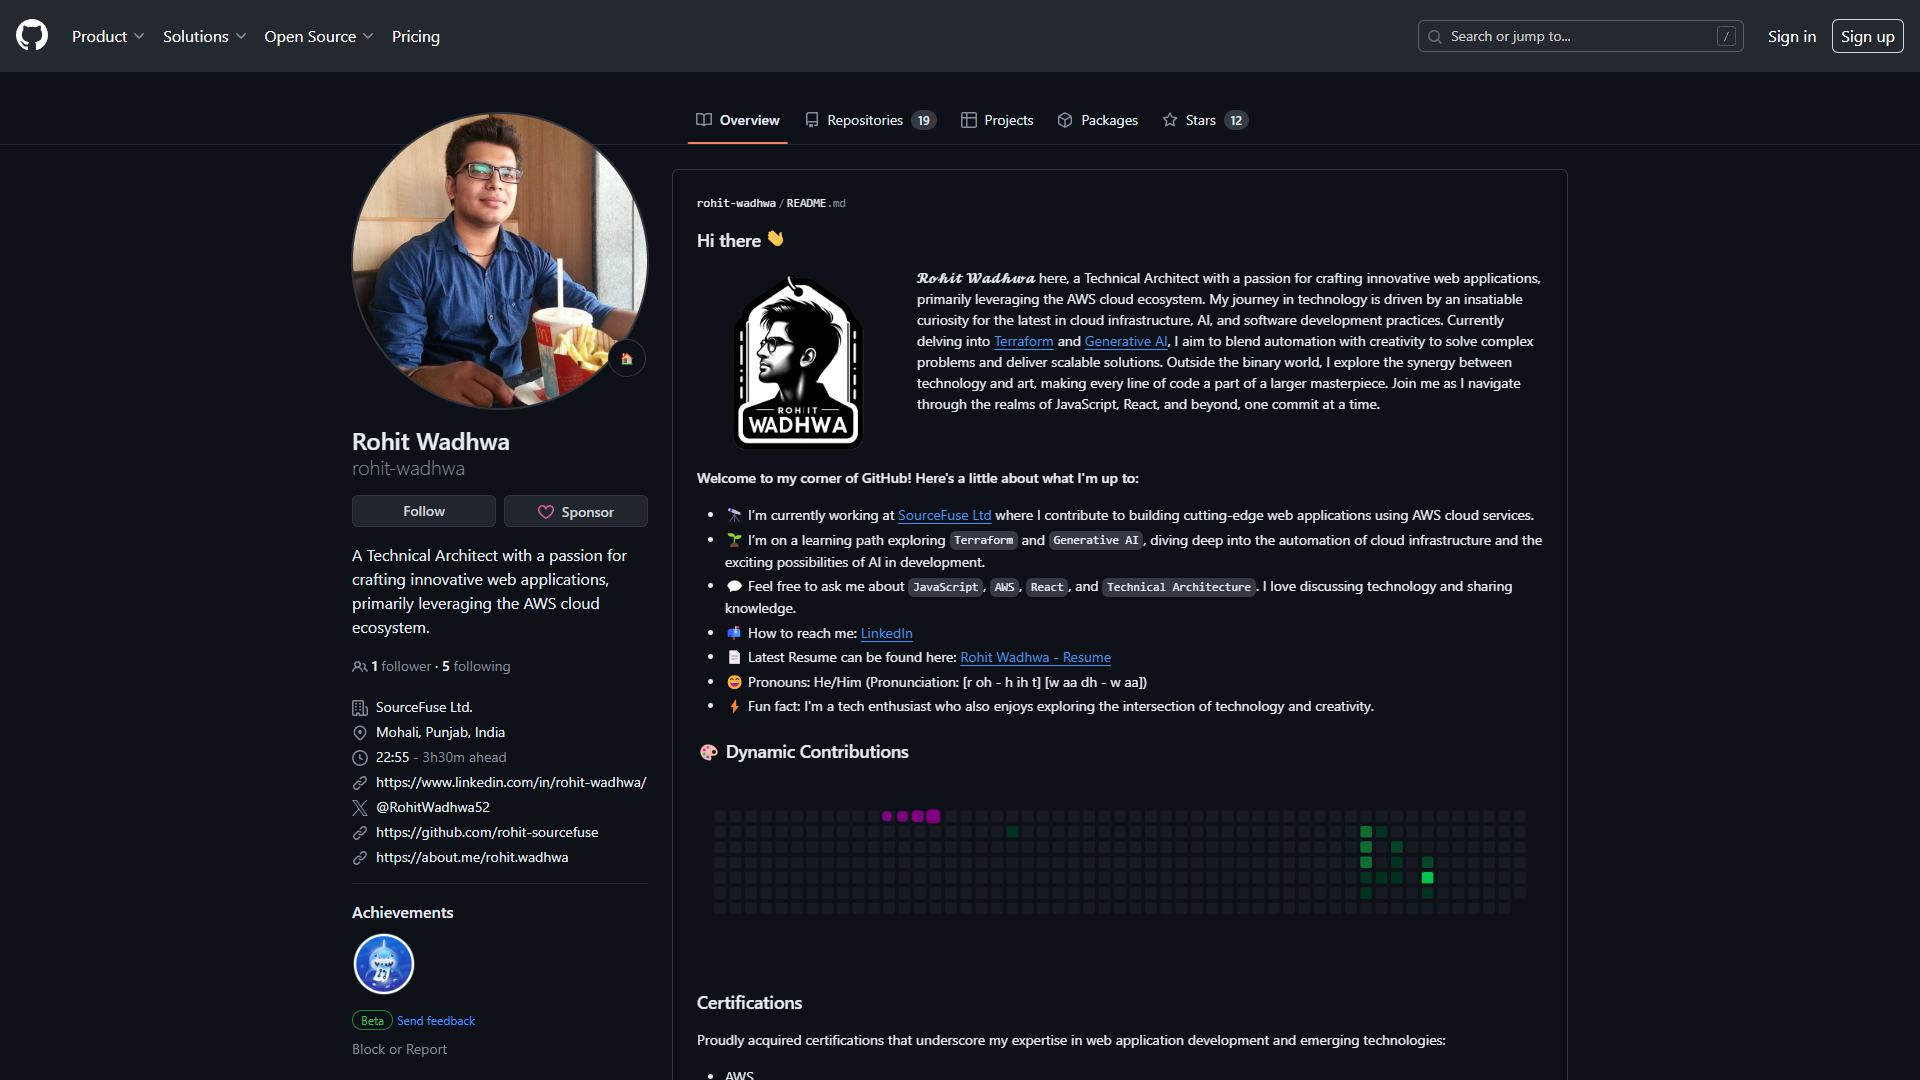 Product
Solutions
Open Source
Pricing
Search or jump to...
/
Sign in
Sign up
Overview
Repositories 19
Projects
Packages
Stars 12
Rohit Wadhwa
rohit-wadhwa
Follow
Sponsor
A Technical Architect with a passion for
crafting innovative web applications,
primarily leveraging the AWS cloud
ecosystem.
1 follower · 5 following
SourceFuse Ltd.
Mohali, Punjab, India
22:55 - 3h30m ahead
https://www.linkedin.com/in/rohit-wadhwa/
@RohitWadhwa52
https://github.com/rohit-sourcefuse
https://about.me/rohit.wadhwa
Achievements
Beta Send feedback
Block or Report
rohit-wadhwa/README.md
Hi there 👋
ROHIT
WADHWA
𝓡𝓸𝓱𝓲𝓽 𝓦𝓪𝓭𝓱𝔀𝓪 here, a Technical Architect with a passion for crafting innovative web applications,
primarily leveraging the AWS cloud ecosystem. My journey in technology is driven by an insatiable
curiosity for the latest in cloud infrastructure, AI, and software development practices. Currently
delving into Terraform and Generative AI, I aim to blend automation with creativity to solve complex
problems and deliver scalable solutions. Outside the binary world, I explore the synergy between
technology and art, making every line of code a part of a larger masterpiece. Join me as I navigate
through the realms of JavaScript, React, and beyond, one commit at a time.
Welcome to my corner of GitHub! Here's a little about what I'm up to:
• 🔭 I'm currently working at SourceFuse Ltd where I contribute to building cutting-edge web applications using AWS cloud services.
• 🌱 I'm on a learning path exploring Terraform and Generative AI, diving deep into the automation of cloud infrastructure and the
exciting possibilities of AI in development.
• 💬 Feel free to ask me about JavaScript, AWS, React, and Technical Architecture. I love discussing technology and sharing
knowledge.
• 📫 How to reach me: LinkedIn
• 📄 Latest Resume can be found here: Rohit Wadhwa - Resume
• 😄 Pronouns: He/Him (Pronunciation: [r oh - h ih t] [w aa dh - w aa])
• ⚡ Fun fact: I'm a tech enthusiast who also enjoys exploring the intersection of technology and creativity.
🎨 Dynamic Contributions
Certifications
Proudly acquired certifications that underscore my expertise in web application development and emerging technologies:
• AWS